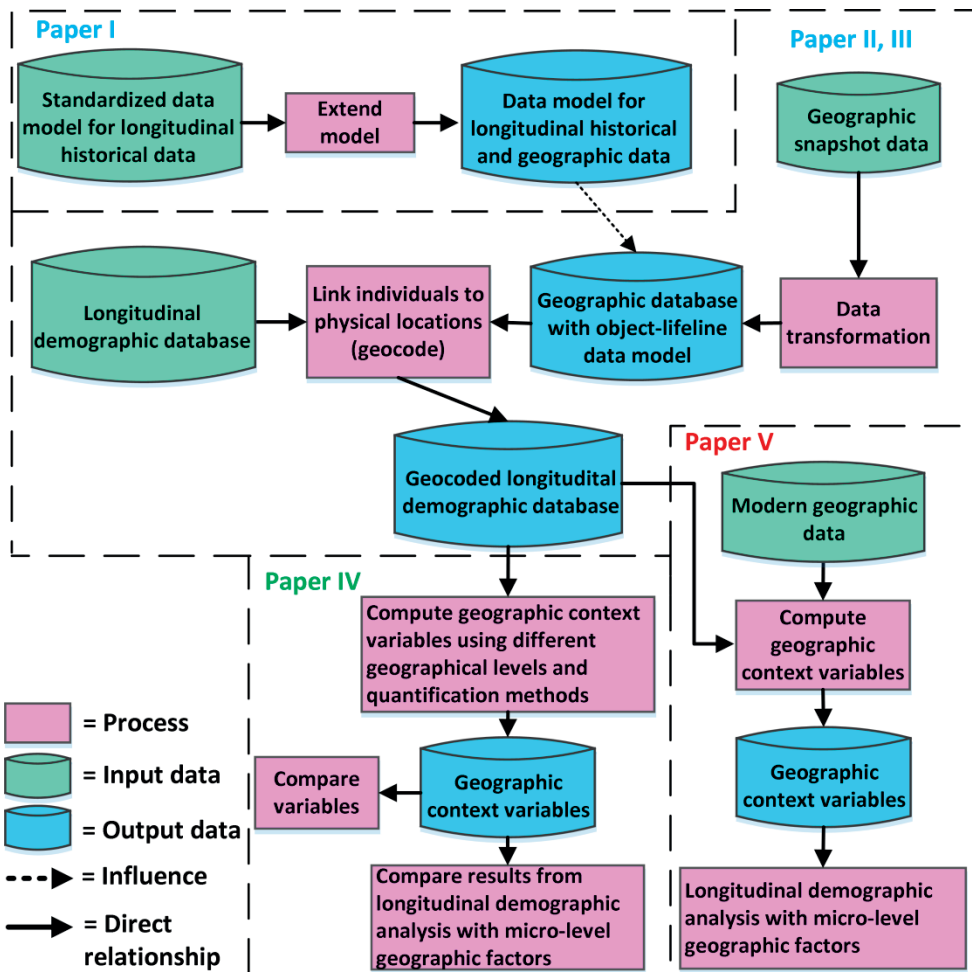 Paper I
Paper II, III
Standardized data
model for longitudinal
historical data
Extend
model
Data model for
longitudinal historical
and geographic data
Geographic
snapshot data
Longitudinal
demographic database
Link individuals to
physical locations
(geocode)
Geographic database
with object-lifeline
data model
Data
transformation
Geocoded longitudital
demographic database
Paper V
Modern geographic
data
Paper IV
Compute geographic context
variables using different
geographical levels and
quantification methods
Compute
geographic
context variables
Compare
variables
Geographic
context variables
Geographic
context variables
Compare results from
longitudinal demographic
analysis with micro-level
geographic factors
Longitudinal demographic
analysis with micro-level
geographic factors
= Process
= Input data
= Output data
= Influence
= Direct
relationship